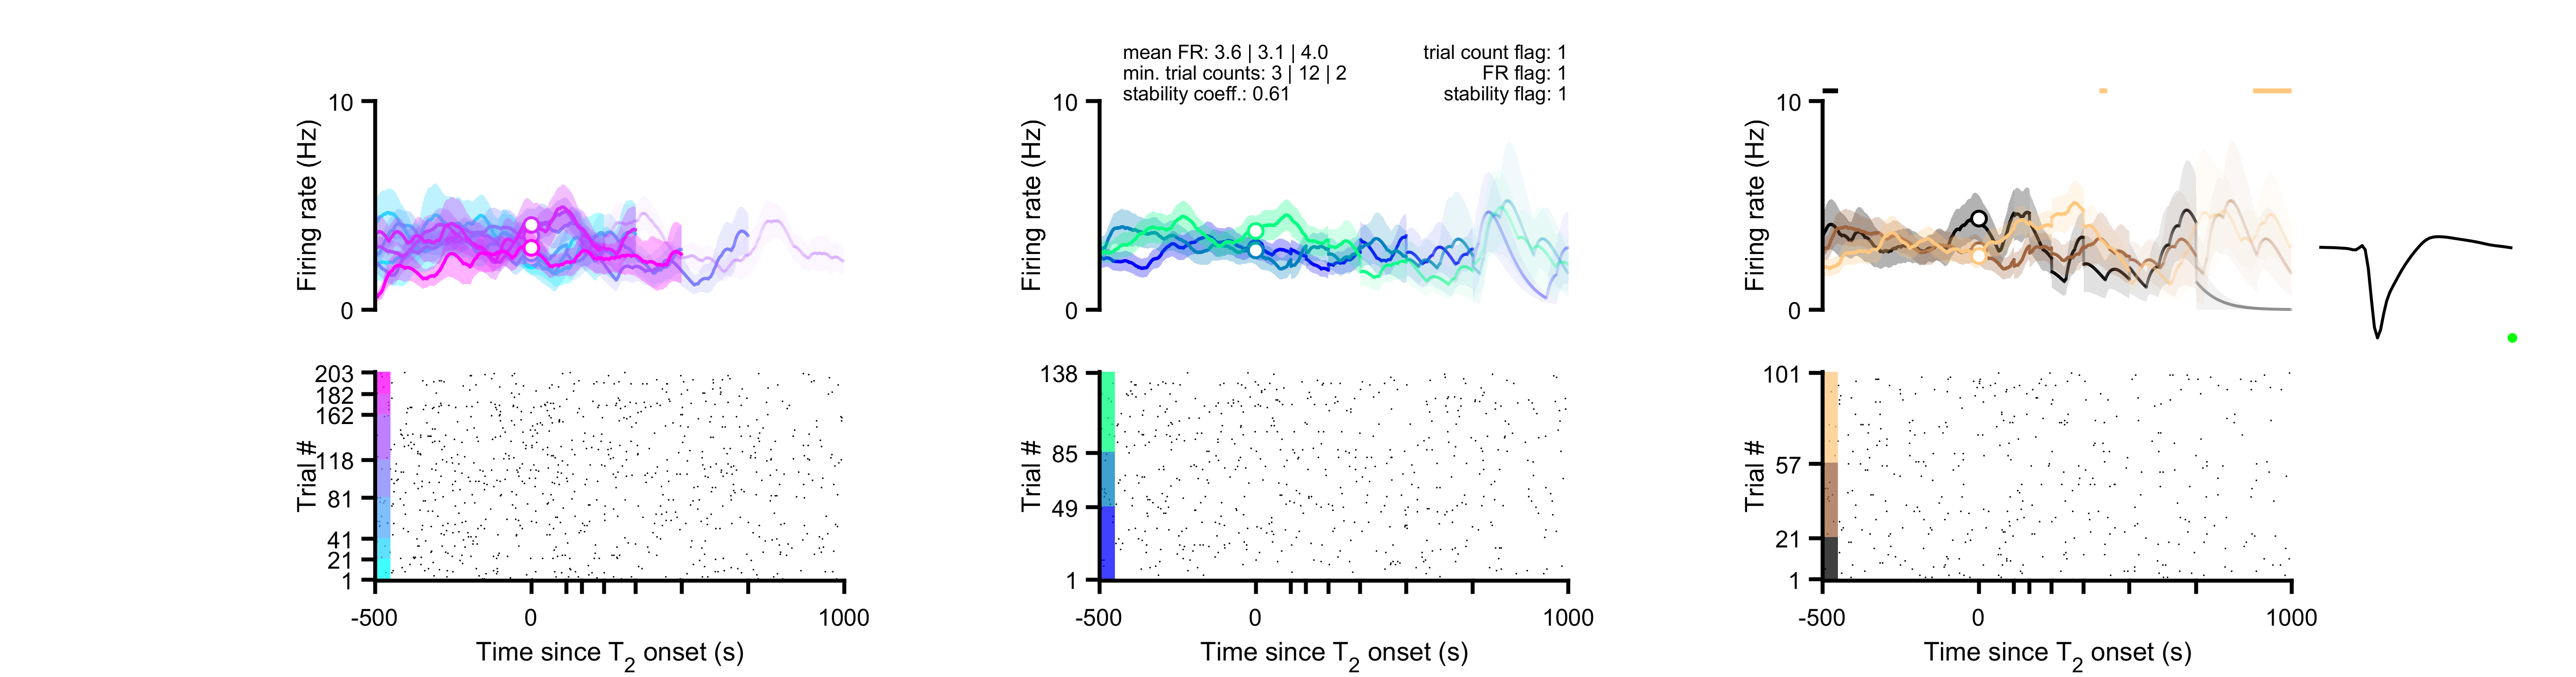 mean FR: 3.6 | 3.1 | 4.0
min. trial counts: 3 | 12 | 2
stability coeff.: 0.61
trial count flag: 1
FR flag: 1
stability flag: 1
10
Firing rate (Hz)
0
10
Firing rate (Hz)
0
10
Firing rate (Hz)
0
203
182
162
118
81
41
21
1
Trial #
-500
0
1000
Time since T2 onset (s)
138
85
49
1
Trial #
-500
0
1000
Time since T2 onset (s)
101
57
21
1
Trial #
-500
0
1000
Time since T2 onset (s)